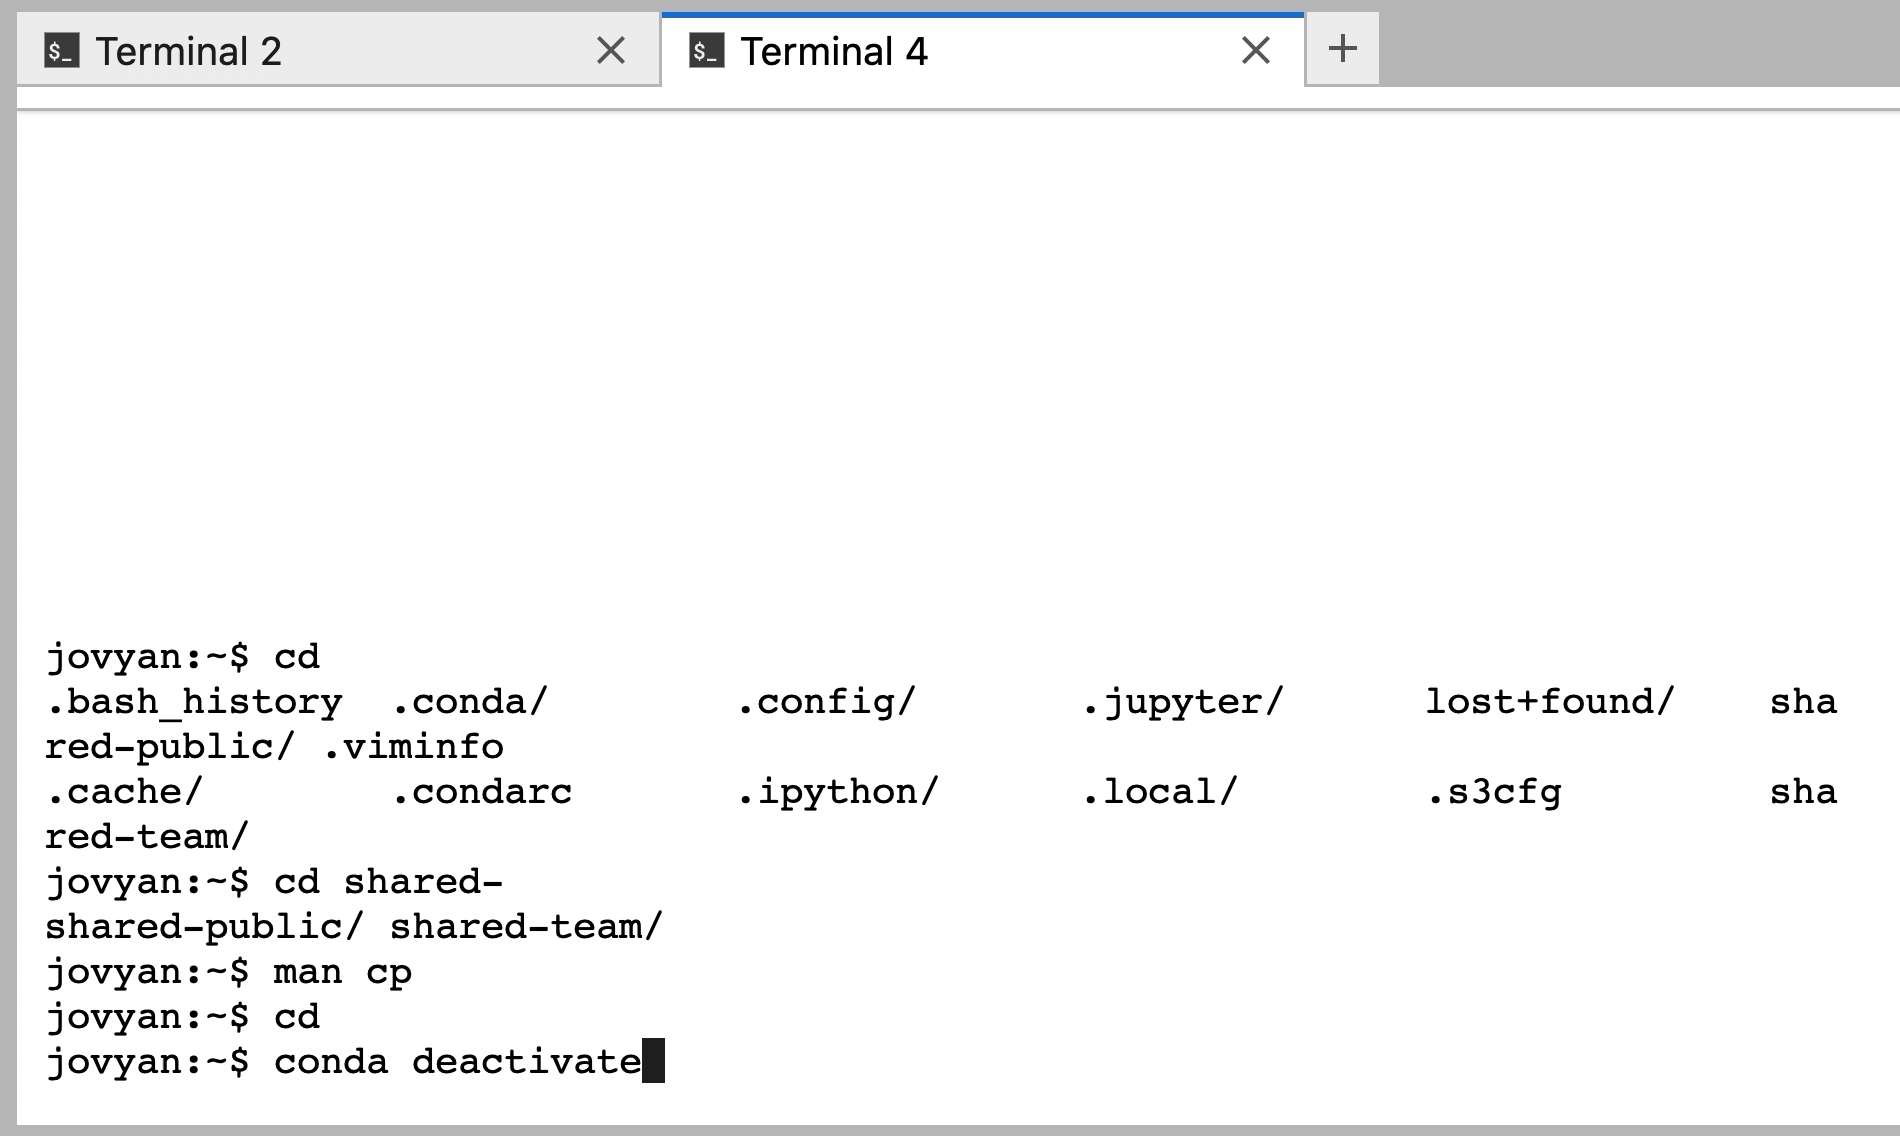 $_ Terminal 2
$_ Terminal 4
jovyan:~$ cd
.bash_history  .conda/        .config/       .jupyter/      lost+found/    sha
red-public/ .viminfo
.cache/        .condarc       .ipython/      .local/        .s3cfg         sha
red-team/
jovyan:~$ cd shared-
shared-public/ shared-team/
jovyan:~$ man cp
jovyan:~$ cd
jovyan:~$ conda deactivate